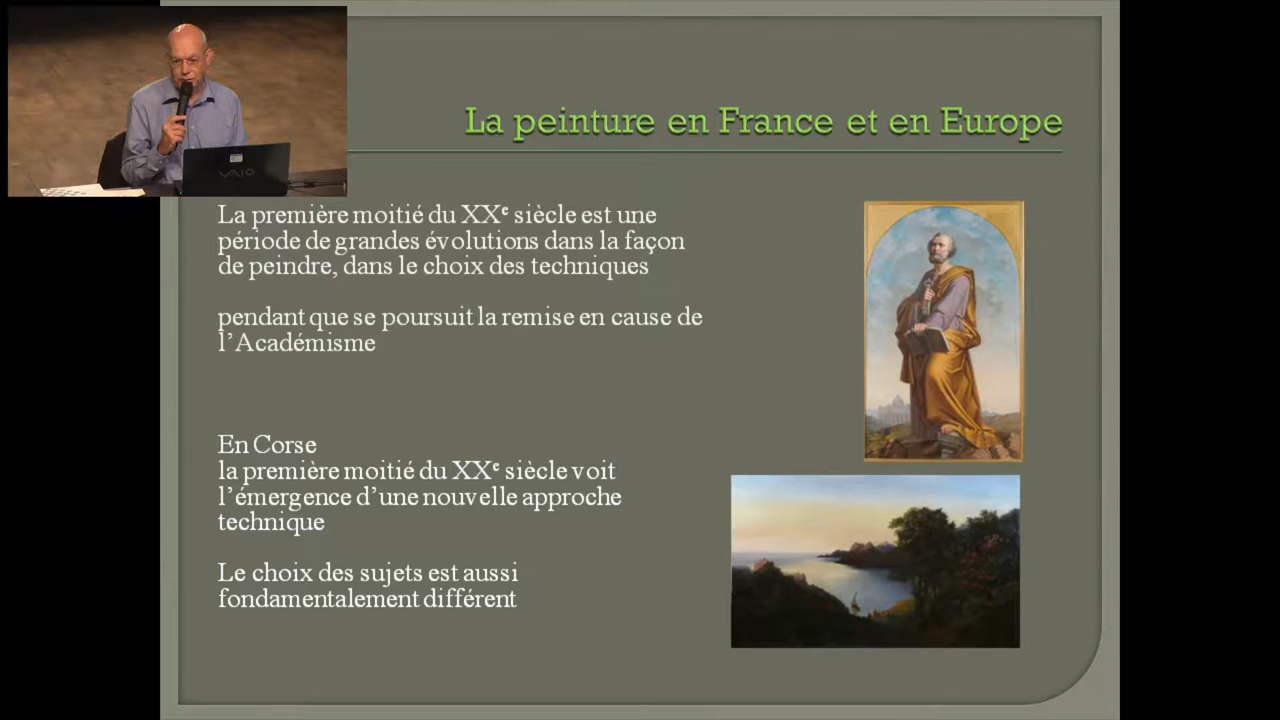 La peinture en France et en Europe
VAIO
La première moitié du XXᵉ siècle est une
période de grandes évolutions dans la façon
de peindre, dans le choix des techniques
pendant que se poursuit la remise en cause de
l’Académisme
En Corse
la première moitié du XXᵉ siècle voit
l’émergence d’une nouvelle approche
technique
Le choix des sujets est aussi
fondamentalement différent